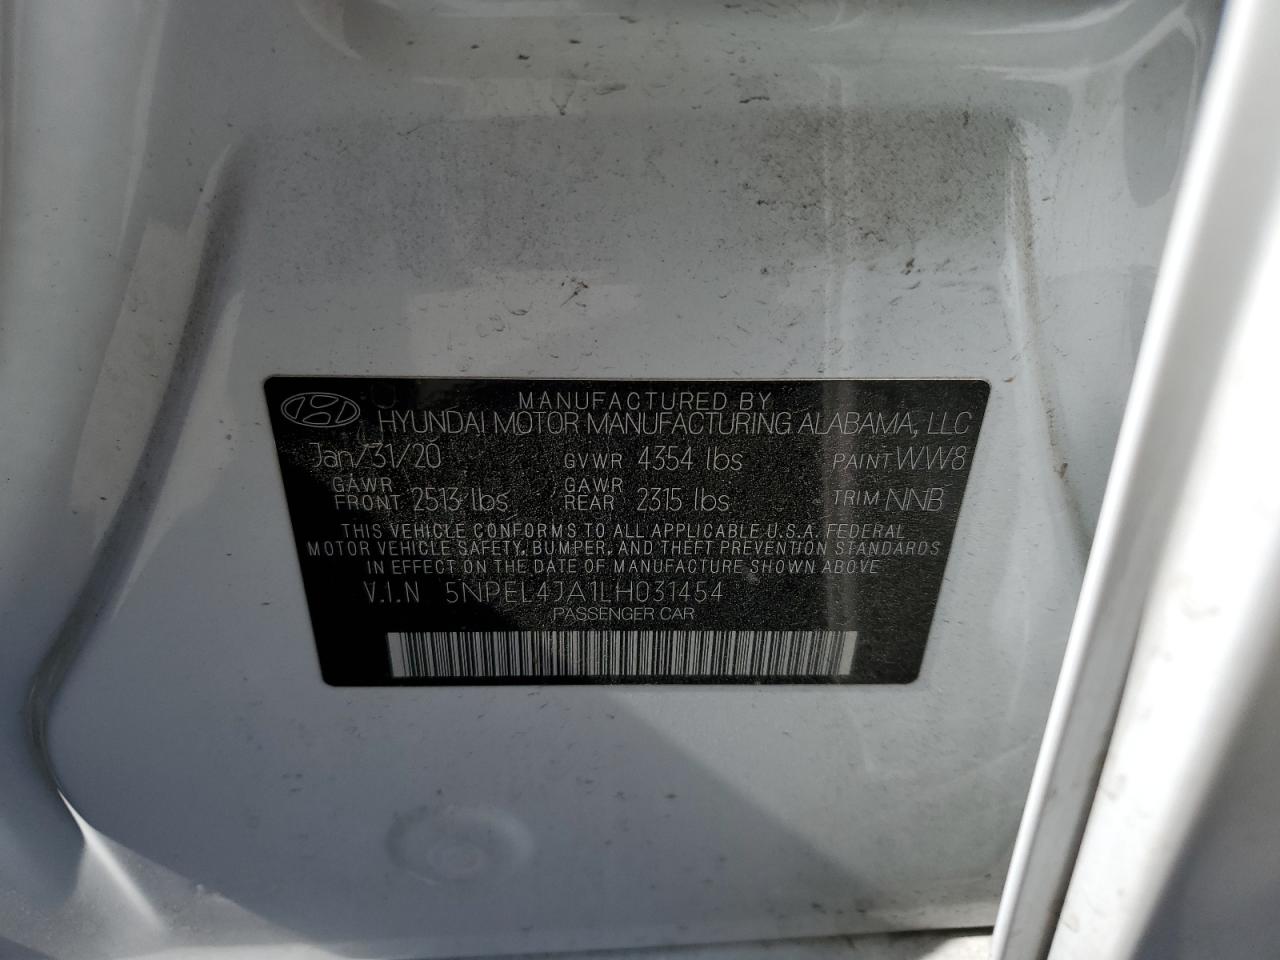 MANUFACTURED BY
HYUNDAI MOTOR MANUFACTURING ALABAMA, LLC
Jan/31/20 GVWR 4354 lbs PAINT WW8
GAWR FRONT 2513 lbs GAWR REAR 2315 lbs TRIM NNB
THIS VEHICLE CONFORMS TO ALL APPLICABLE U.S.A. FEDERAL
MOTOR VEHICLE SAFETY, BUMPER, AND THEFT PREVENTION STANDARDS
IN EFFECT ON THE DATE OF MANUFACTURE SHOWN ABOVE
V.I.N 5NPEL4JA1LH031454
PASSENGER CAR